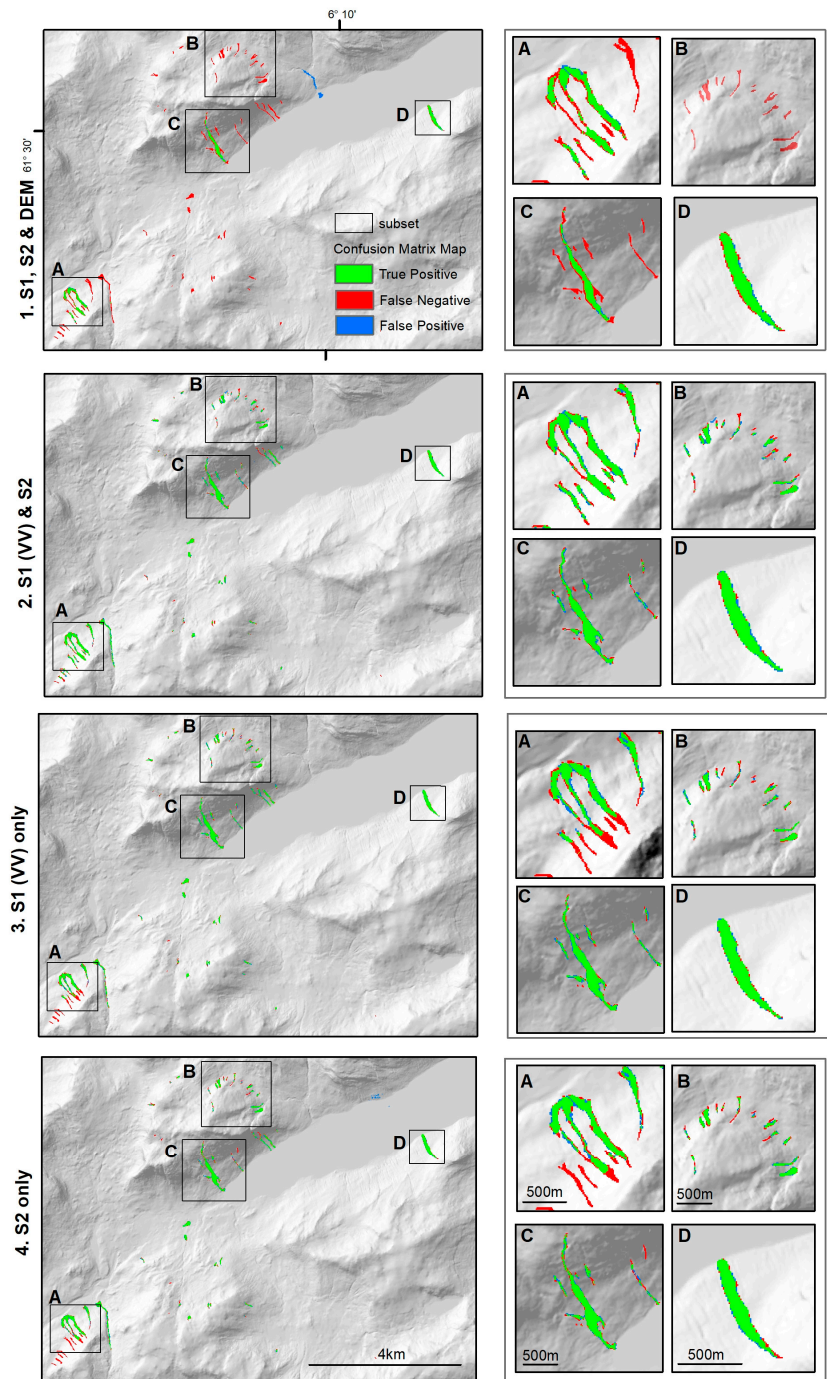 6° 10'
61° 30'
1. S1, S2 & DEM
A
B
C
D
subset
Confusion Matrix Map
True Positive
False Negative
False Positive
A
B
C
D
2. S1 (VV) & S2
A
B
C
D
A
B
C
D
3. S1 (VV) only
A
B
C
D
A
B
C
D
4. S2 only
A
B
C
D
4km
A
500m
B
500m
C
500m
D
500m